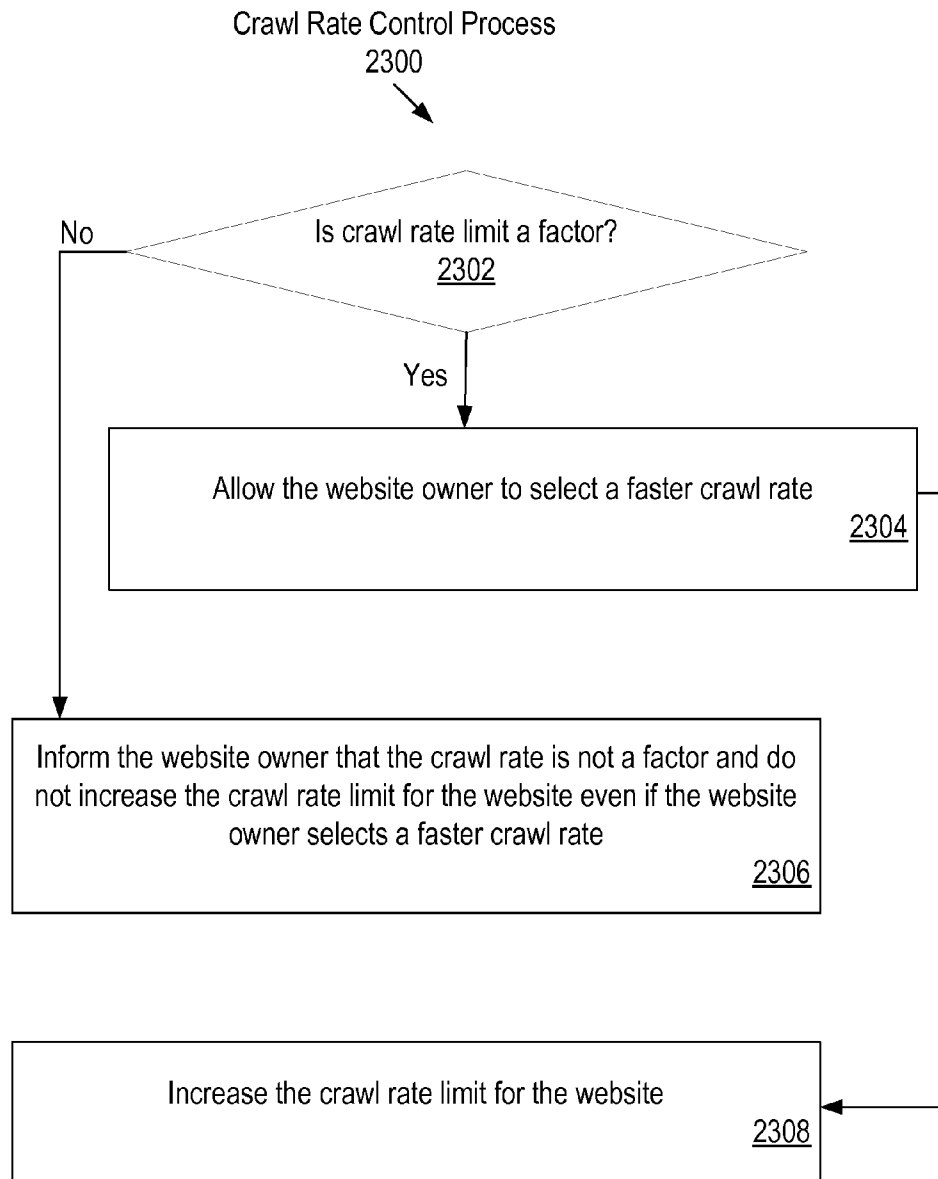 Crawl Rate Control Process
2300
Is crawl rate limit a factor?
2302
No
Yes
Allow the website owner to select a faster crawl rate
2304
Inform the website owner that the crawl rate is not a factor and do
not increase the crawl rate limit for the website even if the website
owner selects a faster crawl rate
2306
Increase the crawl rate limit for the website
2308